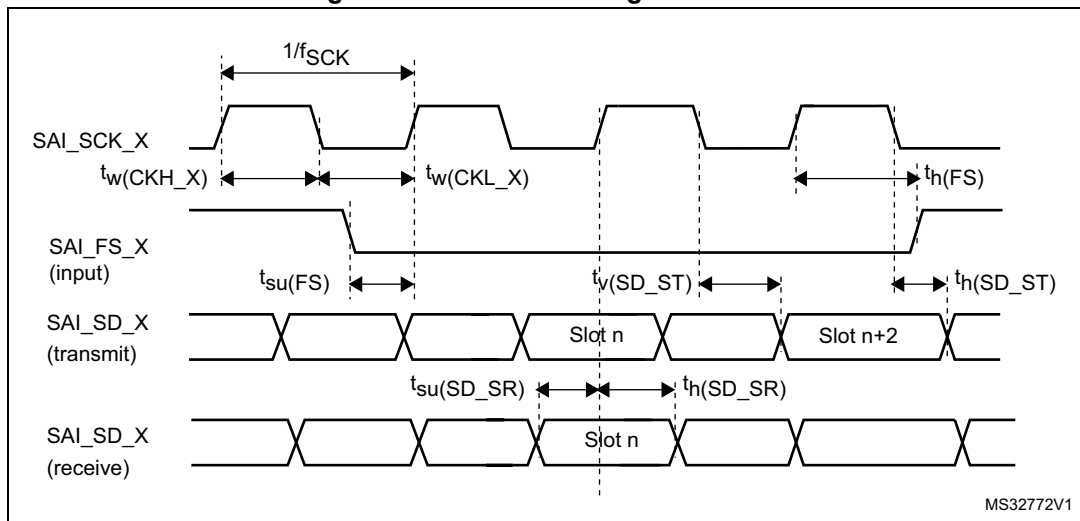 1/fSCK
SAI_SCK_X
tw(CKH_X)
tw(CKL_X)
th(FS)
SAI_FS_X
(input)
tsu(FS)
tv(SD_ST)
th(SD_ST)
SAI_SD_X
(transmit)
Slot n
Slot n+2
tsu(SD_SR)
th(SD_SR)
SAI_SD_X
(receive)
Slot n
MS32772V1